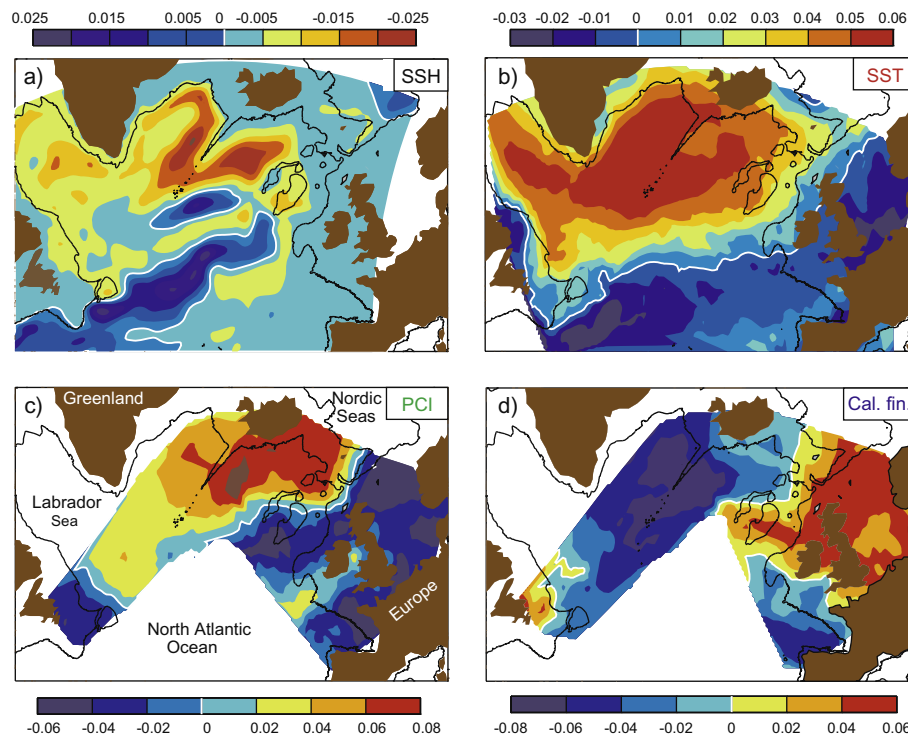 0.025 0.015 0.005 -0 -0.005 -0.015 -0.025
-0.03 -0.02 -0.01 0 0.01 0.02 0.03 0.04 0.05 0.06
a) SSH
b) SST
c) Greenland Nordic Seas PCI
Labrador Sea
North Atlantic Ocean
Europe
d) Cal. fin.
-0.06 -0.04 -0.02 0 0.02 0.04 0.06 0.08
-0.08 -0.06 -0.04 -0.02 0 0.02 0.04 0.06